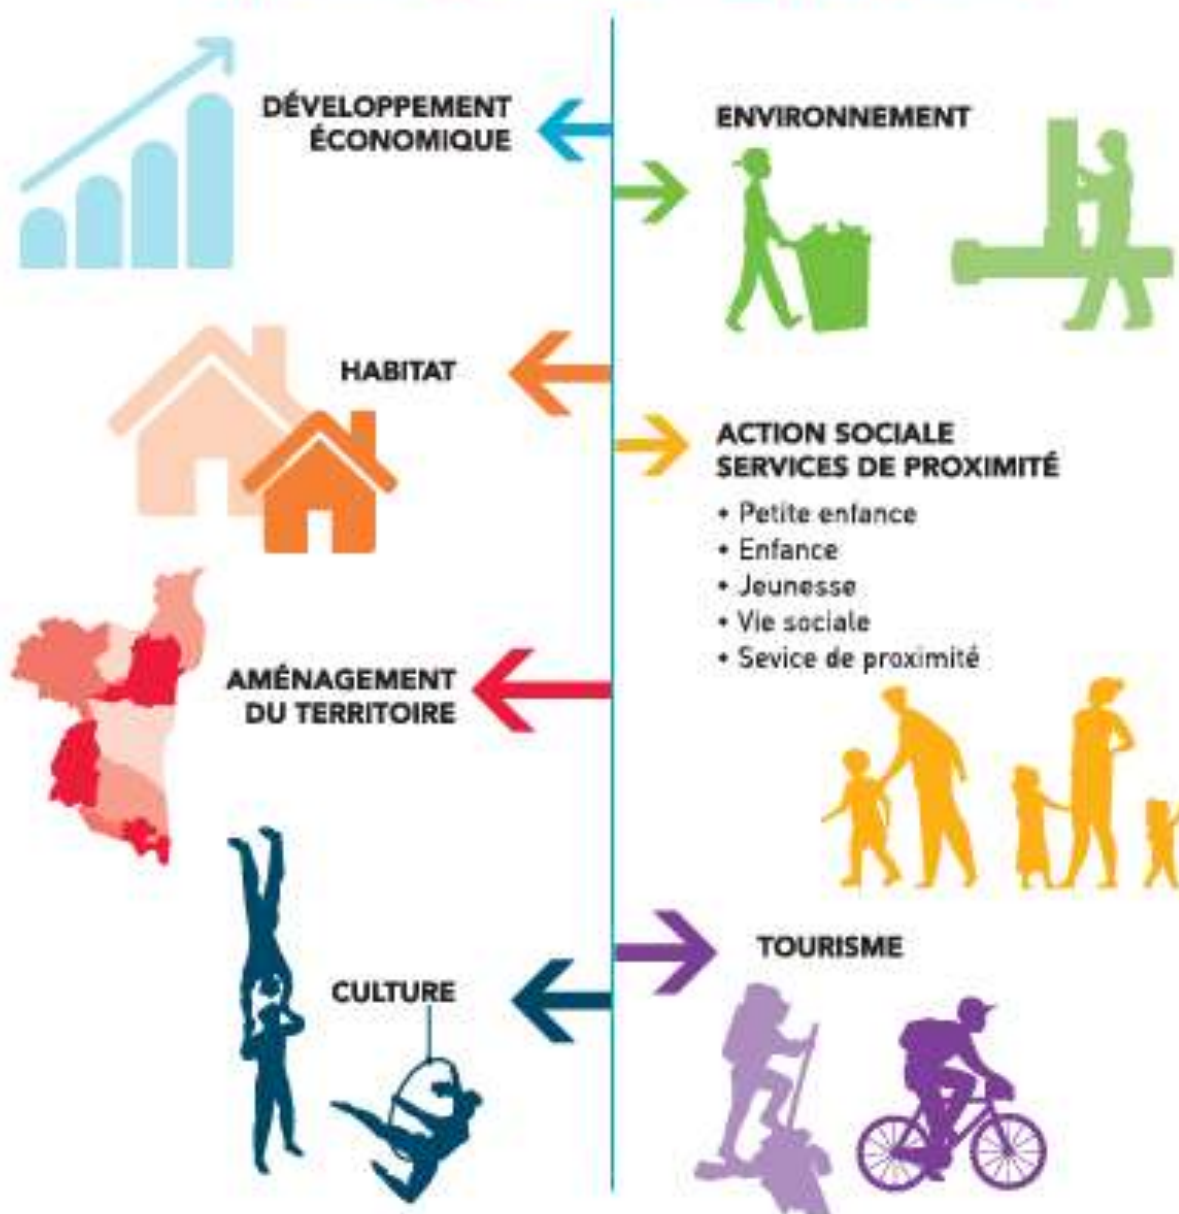 DÉVELOPPEMENT
ÉCONOMIQUE
ENVIRONNEMENT
HABITAT
ACTION SOCIALE
SERVICES DE PROXIMITÉ
• Petite enfance
• Enfance
• Jeunesse
• Vie sociale
• Sevice de proximité
AMÉNAGEMENT
DU TERRITOIRE
TOURISME
CULTURE